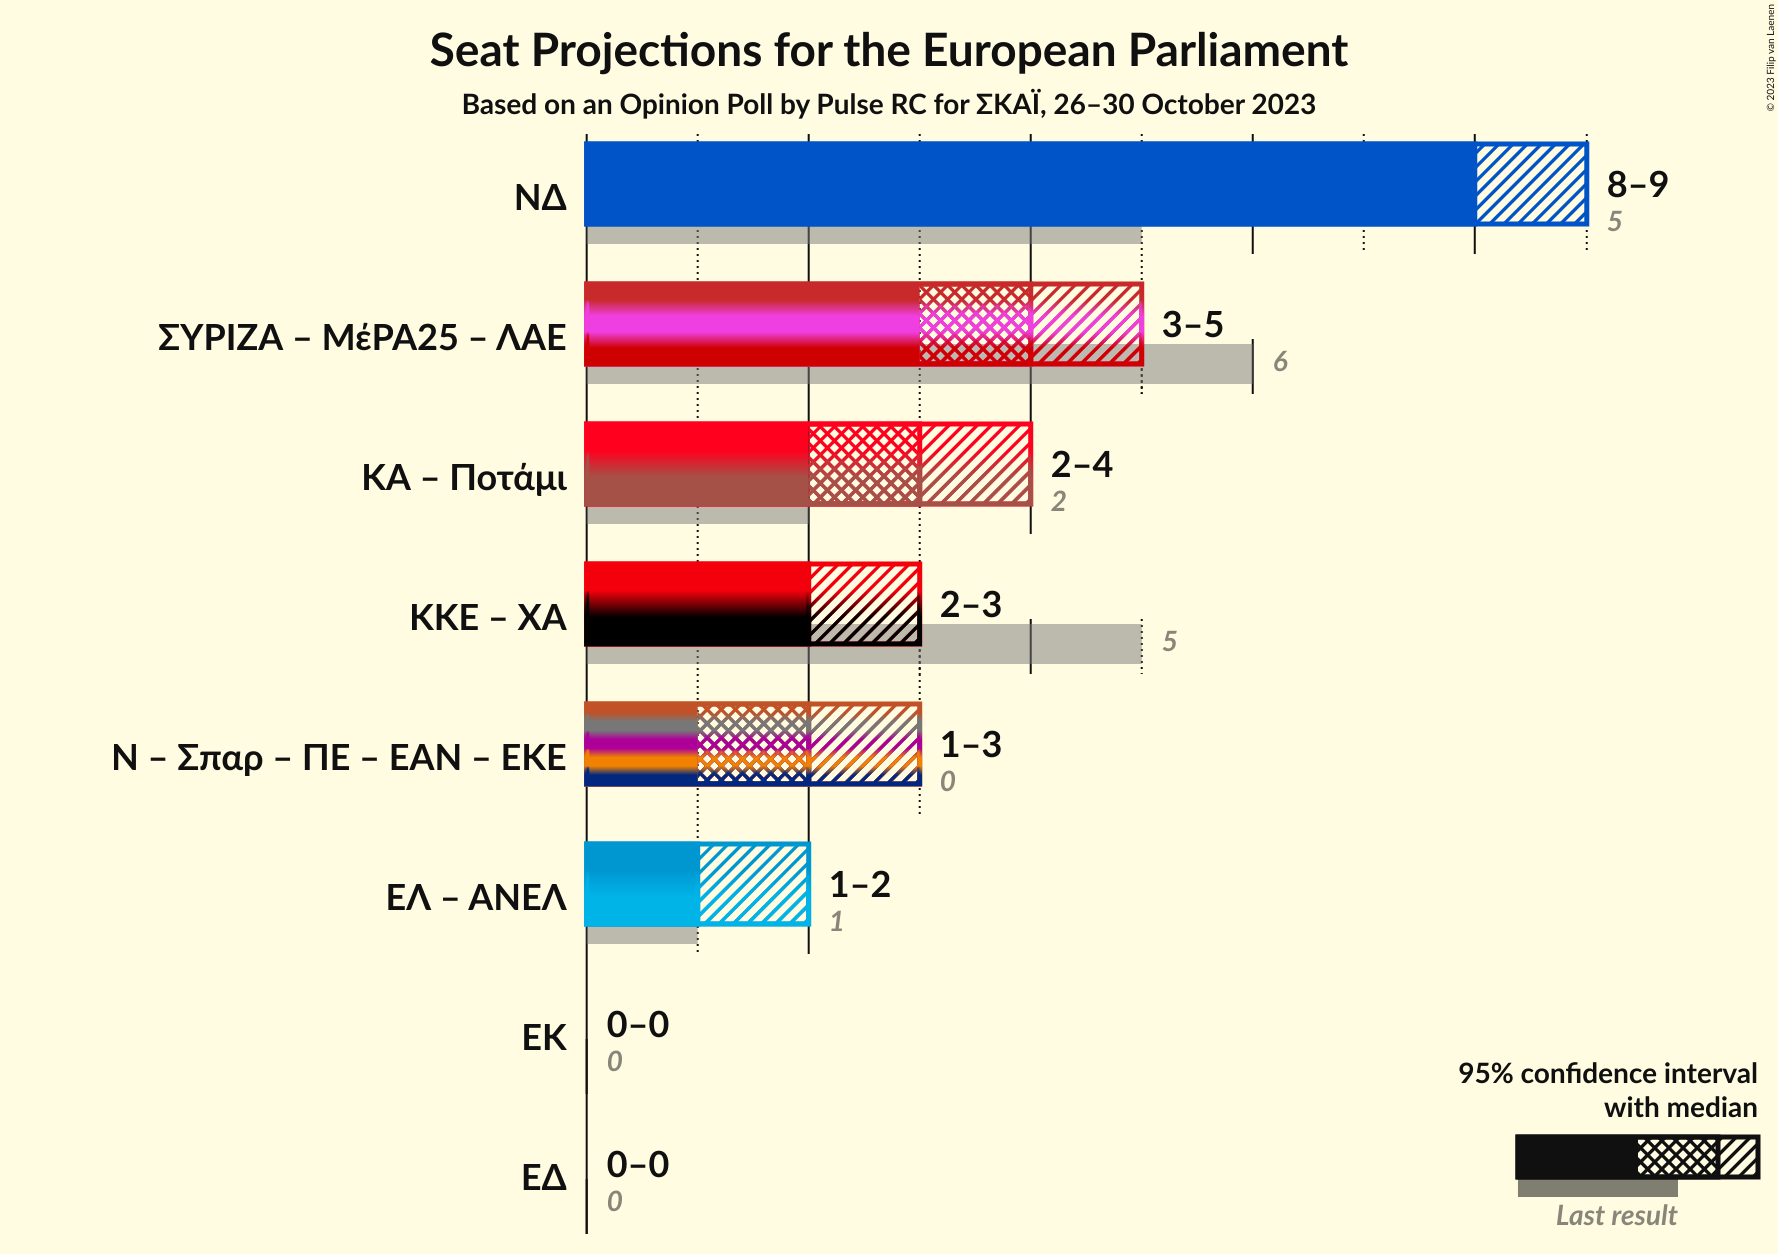 Seat Projections for the European Parliament
Based on an Opinion Poll by Pulse RC for ΣΚΑΪ, 26–30 October 2023
© 2023 Filip van Laenen
ΝΔ
8–9
5
ΣΥΡΙΖΑ – ΜέΡΑ25 – ΛΑΕ
3–5
6
ΚΑ – Ποτάμι
2–4
2
ΚΚΕ – ΧΑ
2–3
5
Ν – Σπαρ – ΠΕ – ΕΑΝ – ΕΚΕ
1–3
0
ΕΛ – ΑΝΕΛ
1–2
1
ΕΚ
0–0
0
ΕΔ
0–0
0
95% confidence interval
with median
Last result